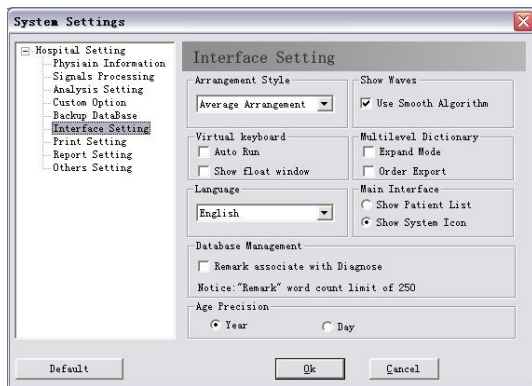 System Settings
Hospital Setting
Physiain Information
Signals Processing
Analysis Setting
Custom Option
Backup DataBase
Interface Setting
Print Setting
Report Setting
Others Setting
Interface Setting
Arrangement Style
Average Arrangement
Show Waves
Use Smooth Algorithm
Virtual keyboard
Auto Run
Show float window
Multilevel Dictionary
Expand Mode
Order Export
Language
English
Main Interface
Show Patient List
Show System Icon
Database Management
Remark associate with Diagnose
Notice:"Remark" word count limit of 250
Age Precision
Year
Day
Default
Ok
Cancel